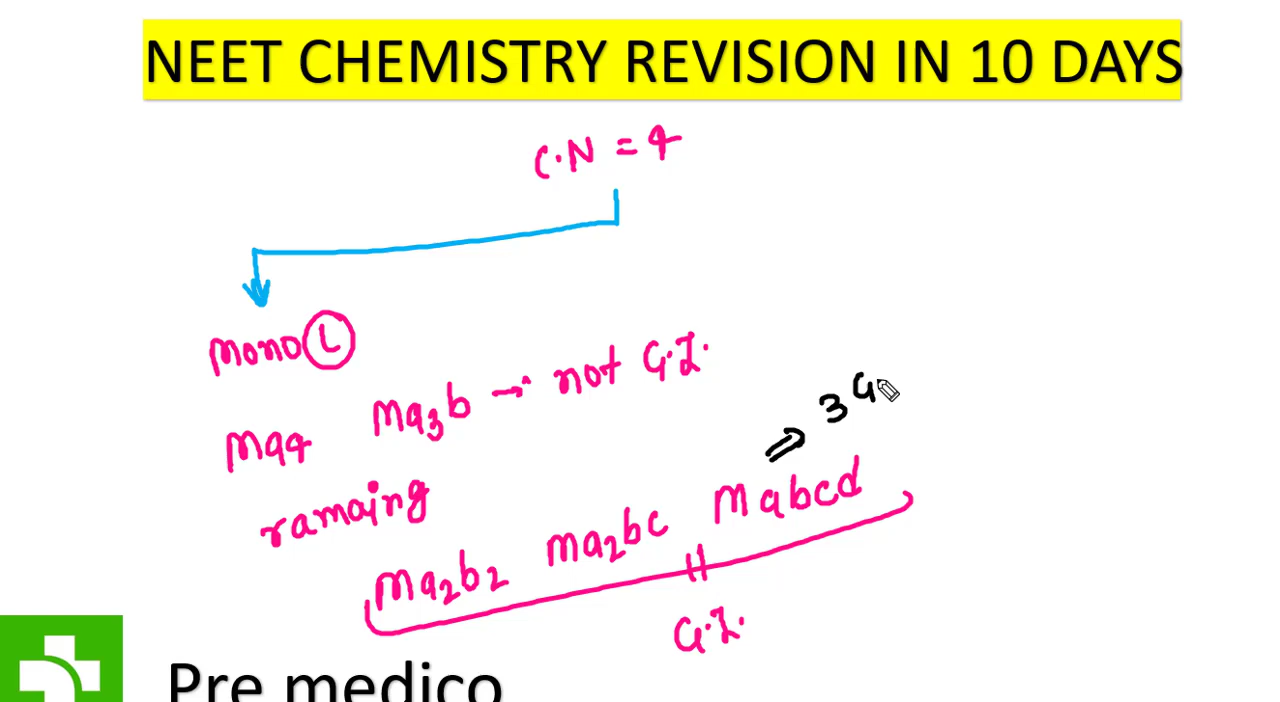 NEET CHEMISTRY REVISION IN 10 DAYS
C.N = 4
Mono L
Ma4 Ma3b → not G.I.
ramaing
Ma2b2 Ma2bc Mabcd ⇒ 3 G
G.I.
Pre medico